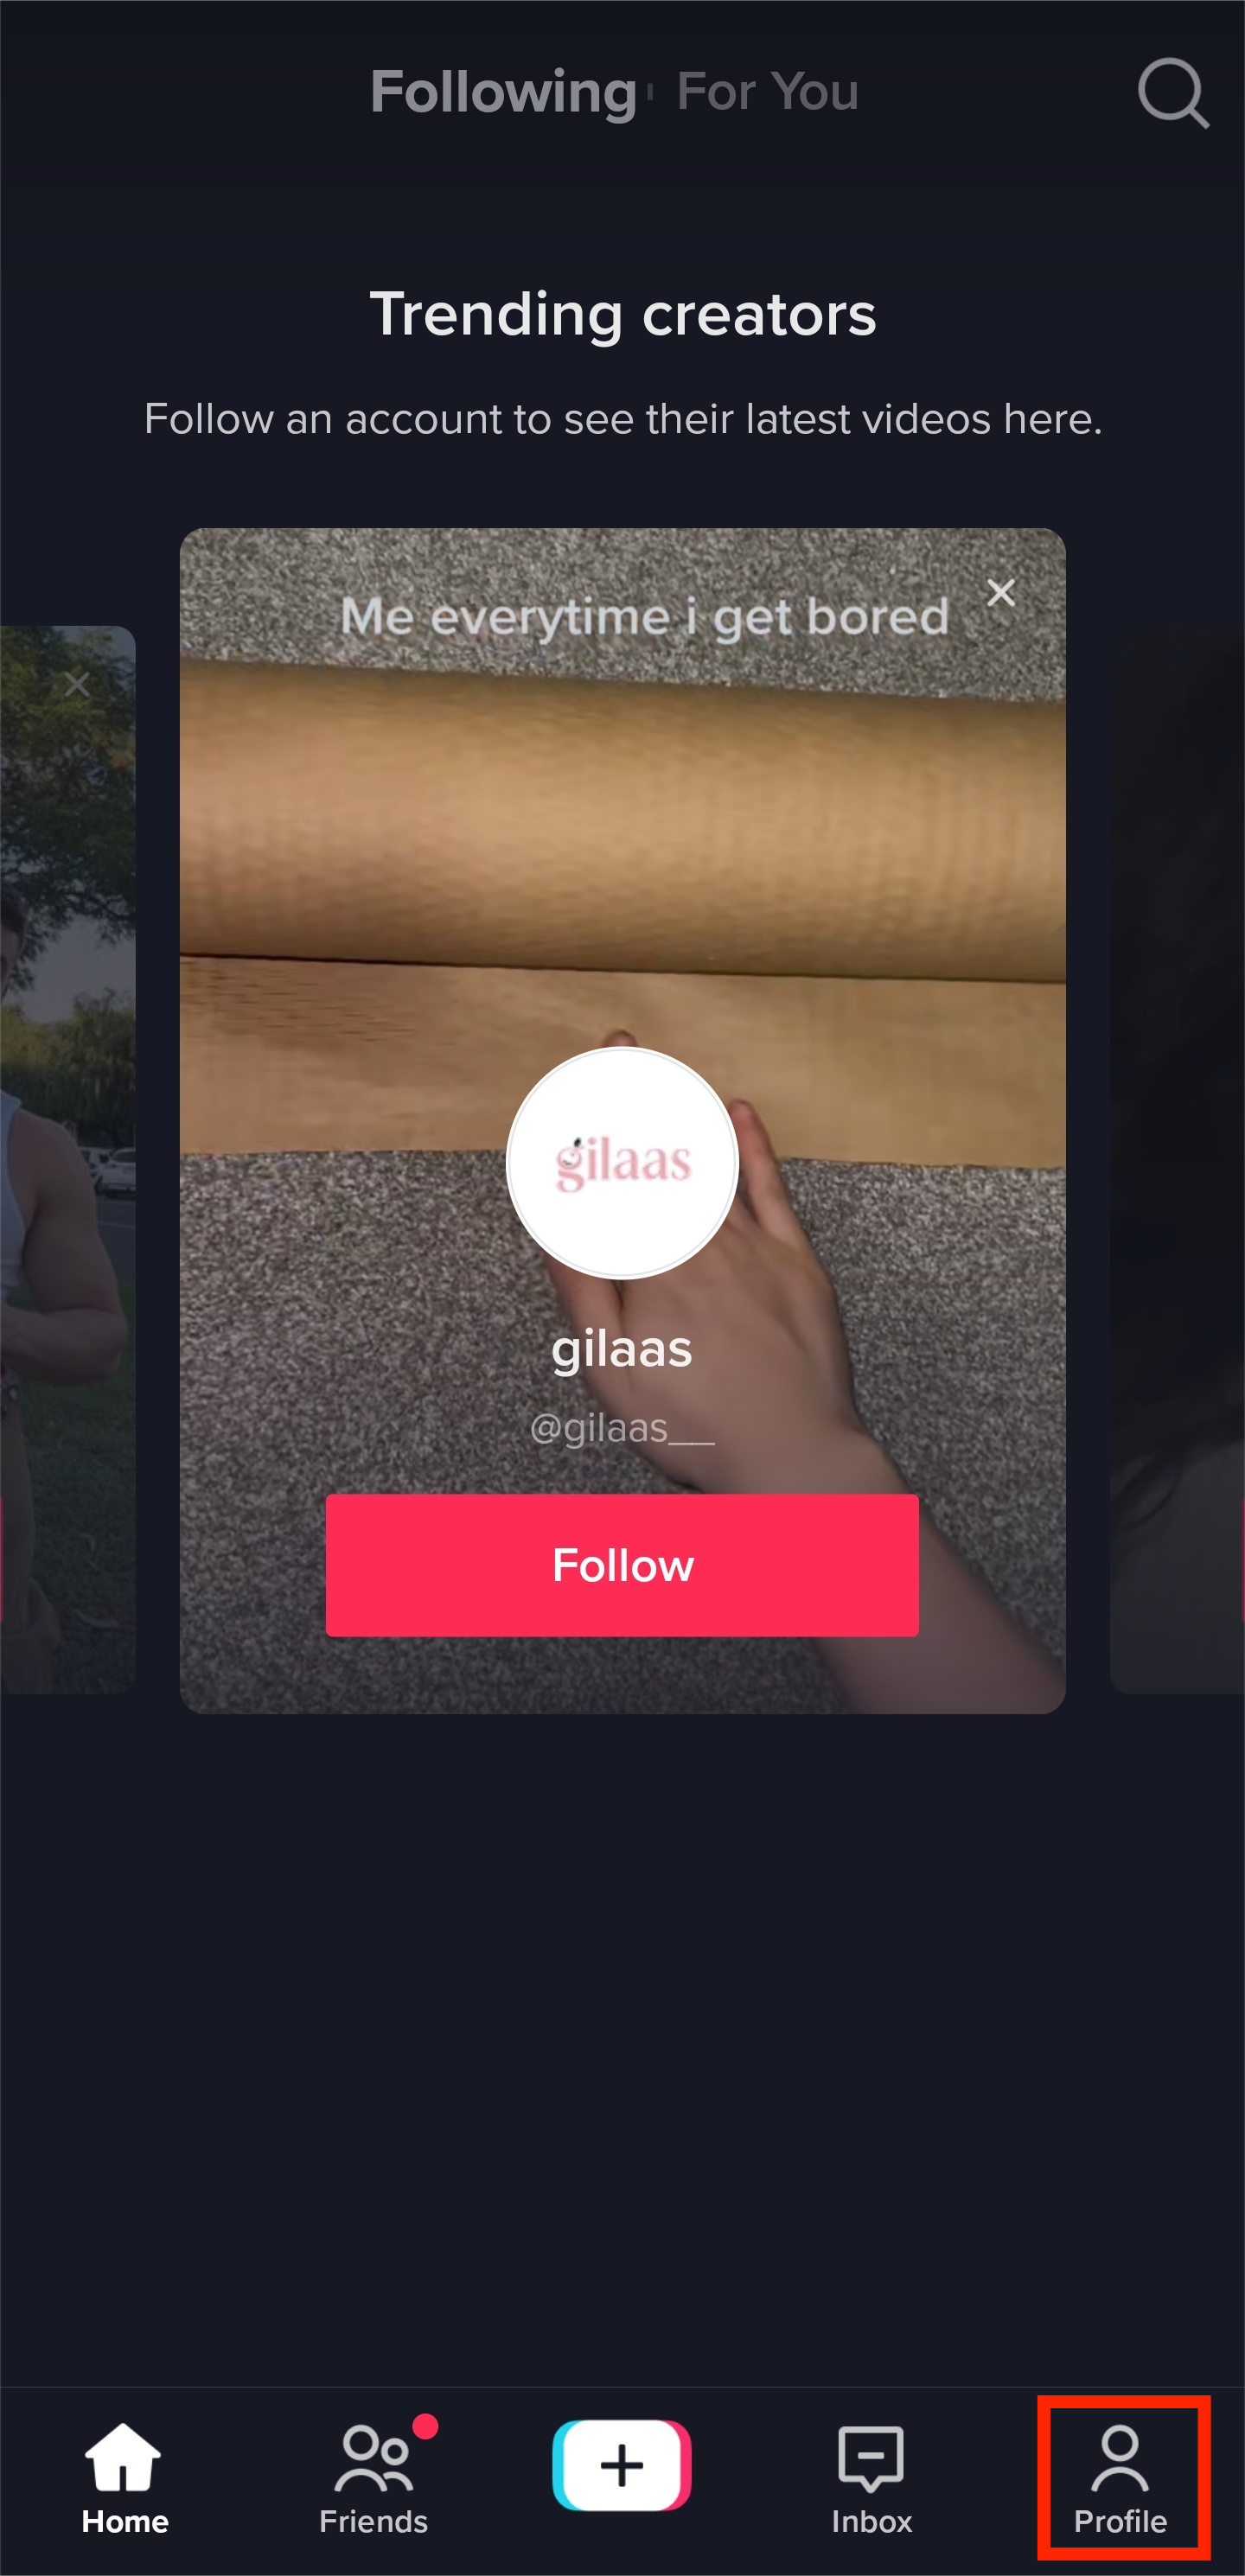 Following
For You
Trending creators
Follow an account to see their latest videos here.
Me everytime i get bored
gilaas
gilaas
@gilaas__
Follow
Home
Friends
Inbox
Profile